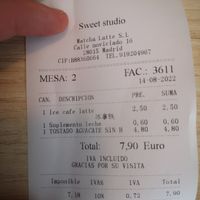 Sweet studio
Matcha Latte S.L
Calle noviciado 16
28015 Madrid
CIF:B88360664 TEL.919204967
MESA: 2 FAC.: 3611
14-08-2022
CAN. DESCRIPCION PRE. SUMA
1 Ice cafe latte 2,50 2,50
1 Suplemento leche 0,60 0,60
1 TOSTADO AGUACATE SIN H 4,80 4,80
Total: 7,90 Euro
IVA INCLUIDO
GRACIAS POR SU VISITA
Imponible IVA% IVA Total
7,18 10% 0,72 7,90